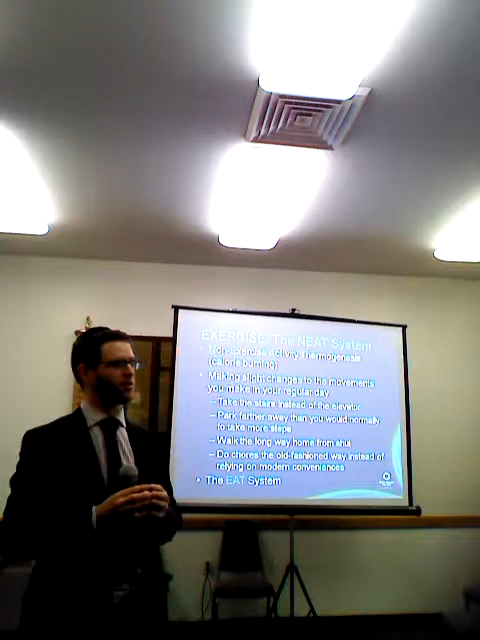 EXERCISE: The NEAT System
• Non-Exercise Activity Thermogenesis
(calorie burning)
• Making slight changes to the movements
you make in your regular day
– Take the stairs instead of the elevator
– Park farther away than you would normally
to take more steps
– Walk the long way home from shul
– Do chores the old-fashioned way instead of
relying on modern conveniences
• The EAT System